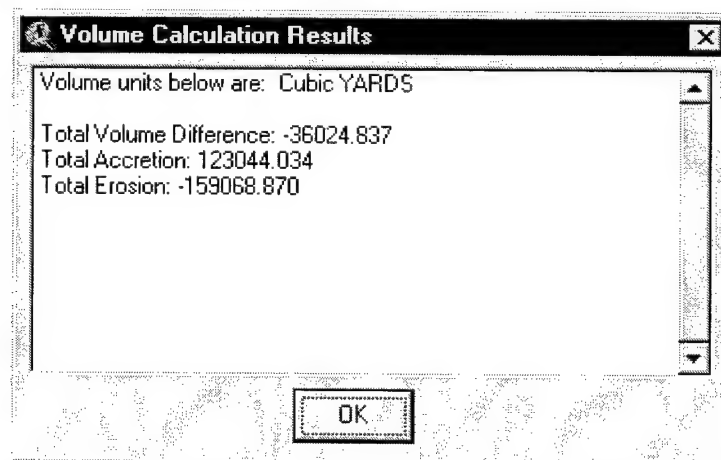 Volume Calculation Results
Volume units below are: Cubic YARDS
Total Volume Difference: -36024.837
Total Accretion: 123044.034
Total Erosion: -159068.870
OK